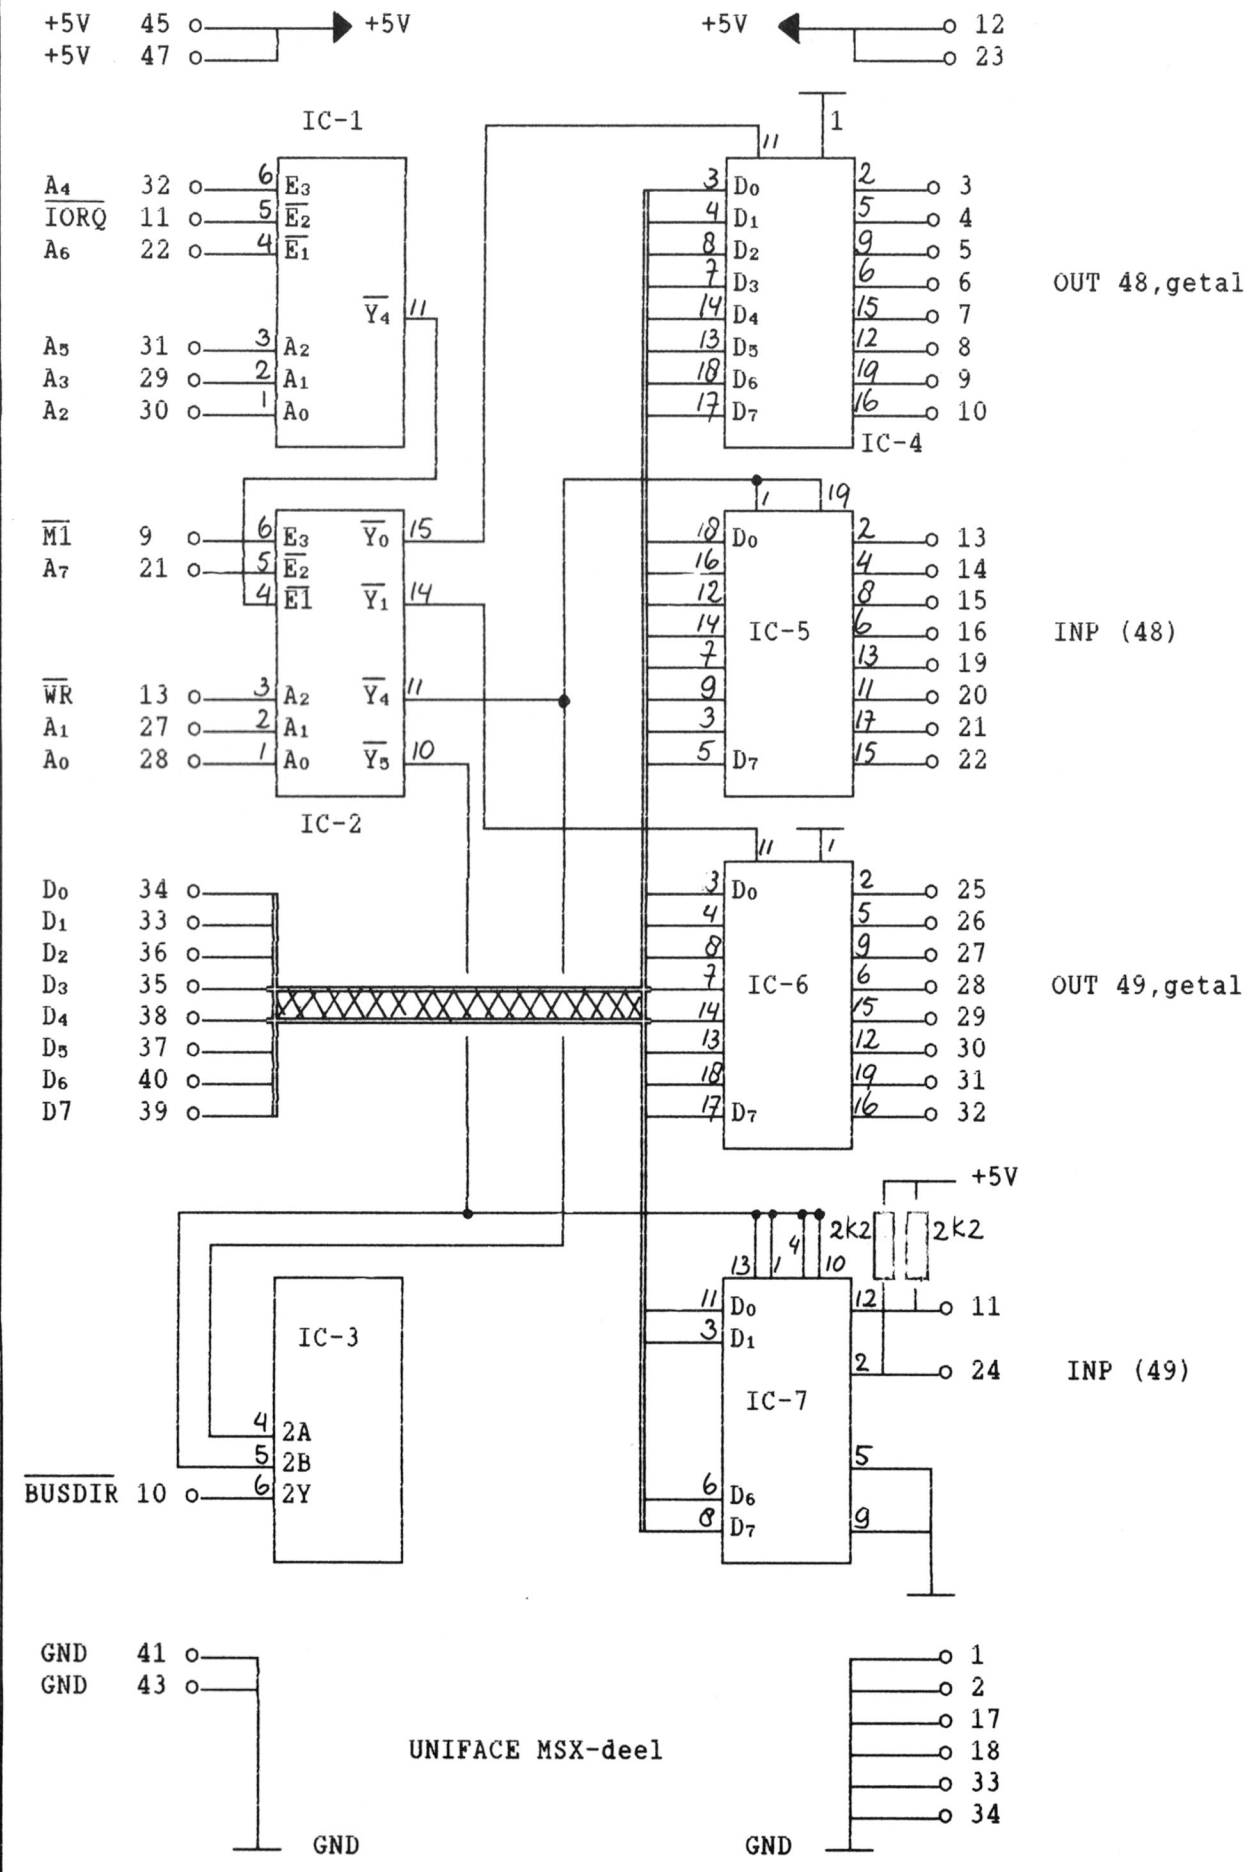 +5V 45 +5V +5V 12
+5V 47 23
IC-1 1
11
A4 32 6 E3 3 D0 2 3
IORQ 11 5 E2 4 D1 5 4
A6 22 4 E1 8 D2 9 5
7 D3 6 6 OUT 48,getal
Y4 11 14 D4 15 7
A5 31 3 A2 13 D5 12 8
A3 29 2 A1 18 D6 19 9
A2 30 1 A0 17 D7 16 10
IC-4
1 19
M1 9 6 E3 Y0 15 18 D0 2 13
A7 21 5 E2 16 4 14
4 E1 Y1 14 12 8 15
14 IC-5 6 16 INP (48)
7 13 19
WR 13 3 A2 Y4 11 9 11 20
A1 27 2 A1 3 17 21
A0 28 1 A0 Y5 10 5 D7 15 22
IC-2
11 1
D0 34 3 D0 2 25
D1 33 4 5 26
D2 36 8 9 27
D3 35 7 IC-6 6 28 OUT 49,getal
D4 38 14 15 29
D5 37 13 12 30
D6 40 18 19 31
D7 39 17 D7 16 32
+5V
2K2 2K2
13 1 4 10
11 D0 12 11
IC-3 3 D1
2 24 INP (49)
IC-7
4 2A
5 2B 5
BUSDIR 10 6 2Y 6 D6
8 D7 9
GND 41 1
GND 43 2
17
UNIFACE MSX-deel 18
33
34
GND GND